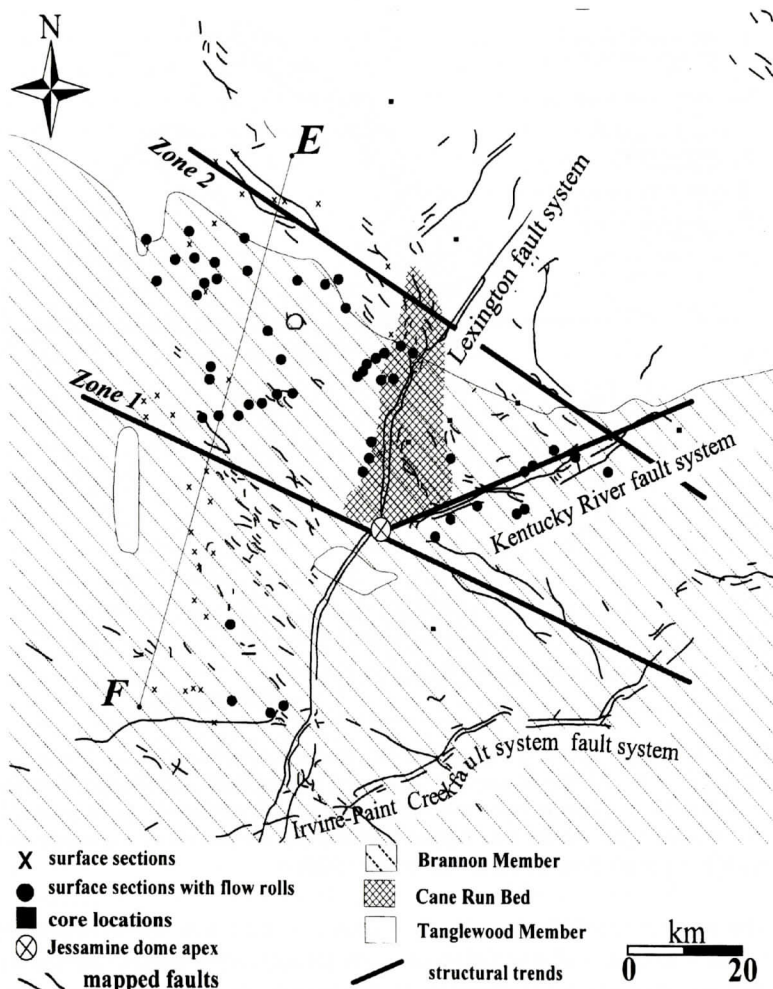 N
E
Zone 2
Lexington fault system
Zone 1
Kentucky River fault system
F
Irvine-Paint Creek fault system fault system
X surface sections
surface sections with flow rolls
core locations
Jessamine dome apex
mapped faults
Brannon Member
Cane Run Bed
Tanglewood Member
structural trends
km
0 20